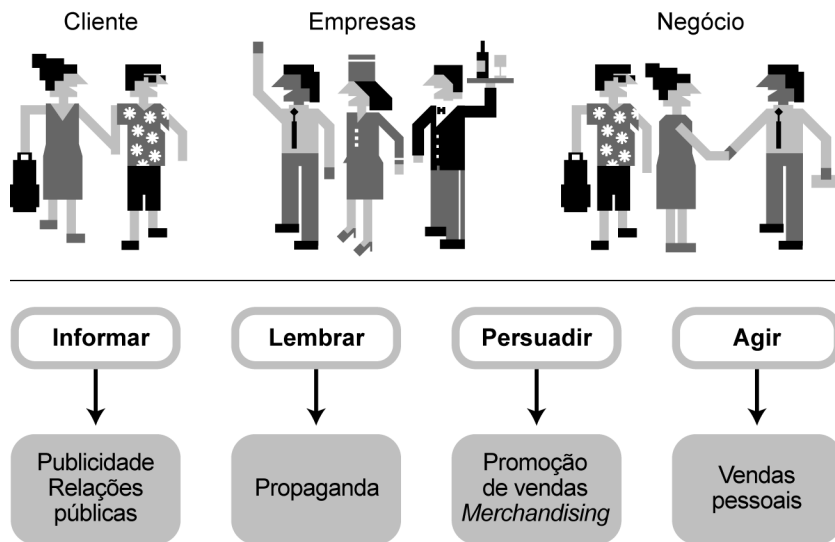 Cliente
Empresas
Negócio
Informar
Lembrar
Persuadir
Agir
Publicidade
Relações
públicas
Propaganda
Promoção
de vendas
Merchandising
Vendas
pessoais